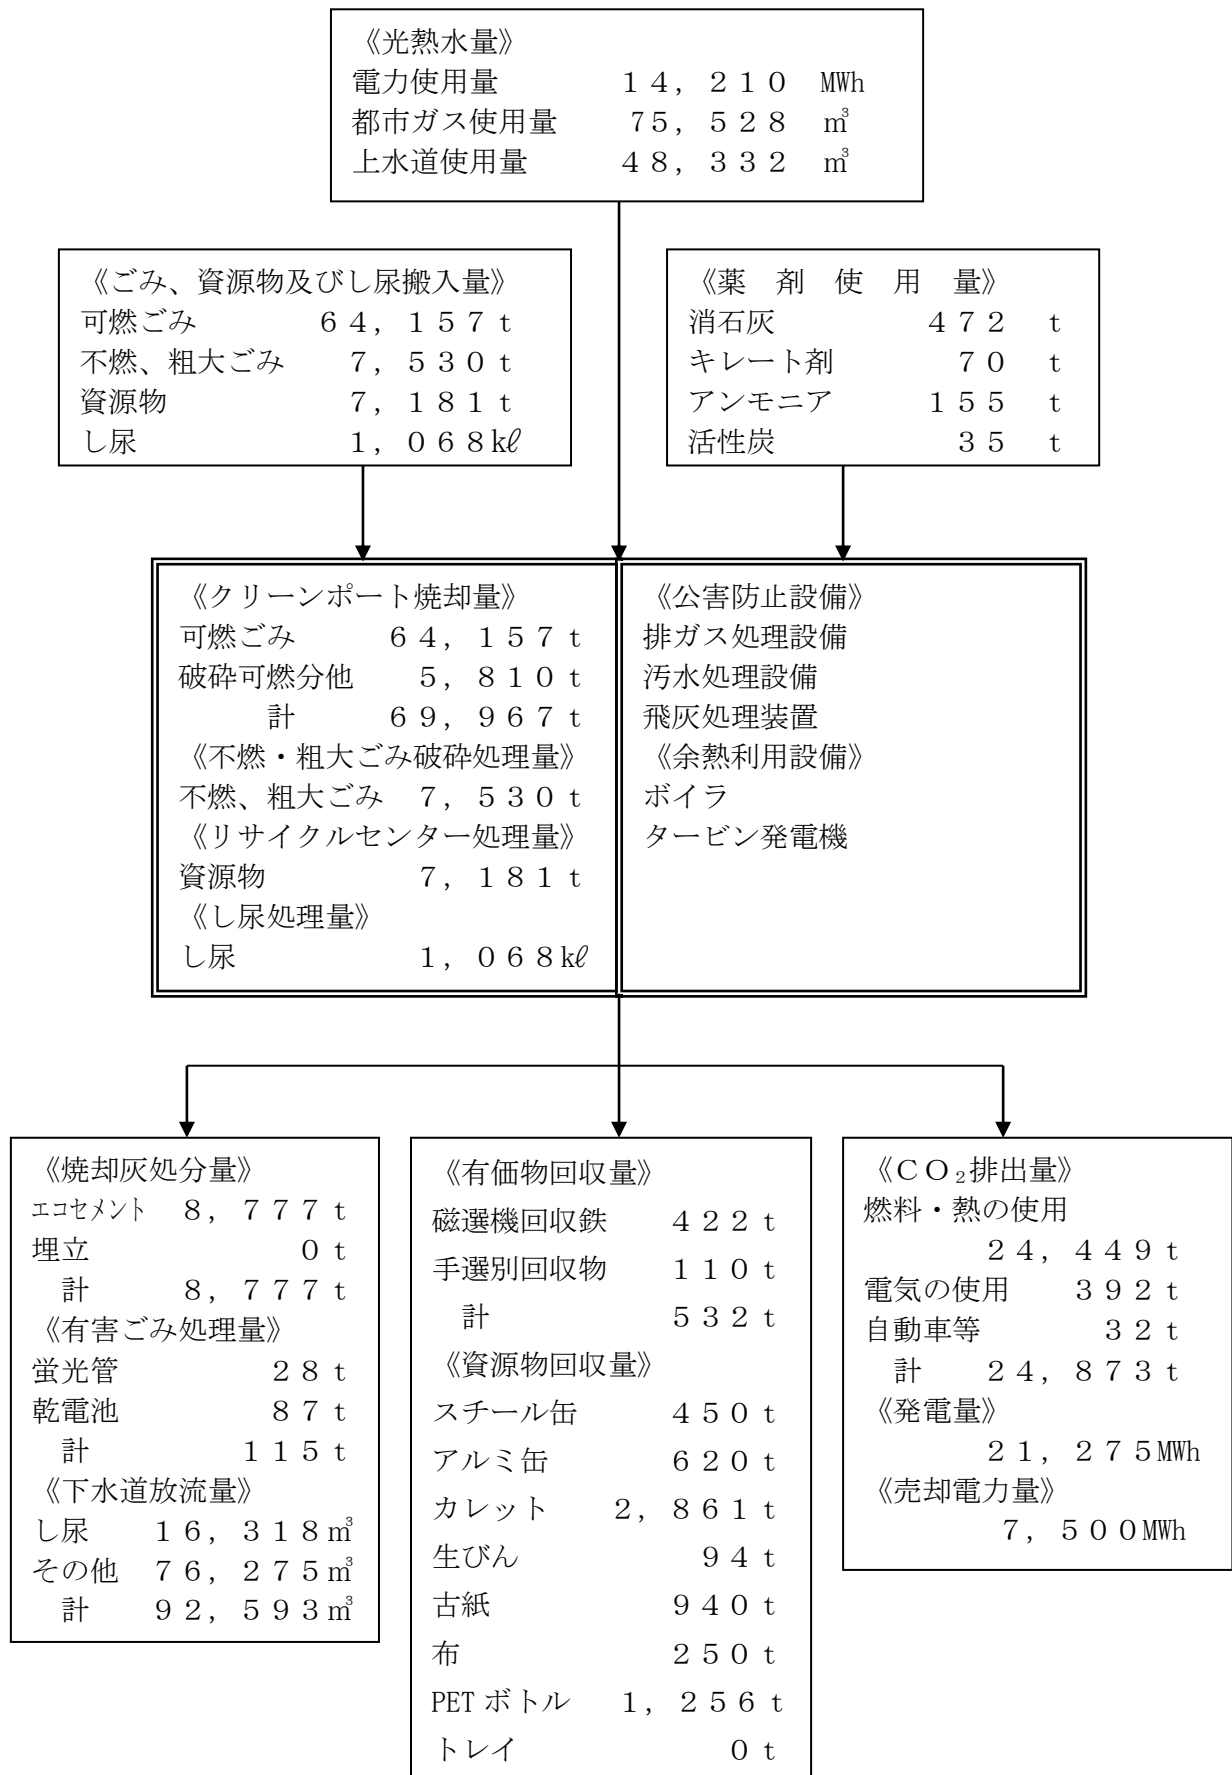 《光熱水量》
電力使用量 １４，２１０ MWh
都市ガス使用量 ７５，５２８ ㎥
上水道使用量 ４８，３３２ ㎥
《ごみ、資源物及びし尿搬入量》
可燃ごみ ６４，１５７ｔ
不燃、粗大ごみ ７，５３０ｔ
資源物 ７，１８１ｔ
し尿 １，０６８kℓ
《薬 剤 使 用 量》
消石灰 ４７２ ｔ
キレート剤 ７０ ｔ
アンモニア １５５ ｔ
活性炭 ３５ ｔ
《クリーンポート焼却量》
可燃ごみ ６４，１５７ｔ
破砕可燃分他 ５，８１０ｔ
計 ６９，９６７ｔ
《不燃・粗大ごみ破砕処理量》
不燃、粗大ごみ ７，５３０ｔ
《リサイクルセンター処理量》
資源物 ７，１８１ｔ
《し尿処理量》
し尿 １，０６８kℓ
《公害防止設備》
排ガス処理設備
汚水処理設備
飛灰処理装置
《余熱利用設備》
ボイラ
タービン発電機
《焼却灰処分量》
エコセメント ８，７７７ｔ
埋立 ０ｔ
計 ８，７７７ｔ
《有害ごみ処理量》
蛍光管 ２８ｔ
乾電池 ８７ｔ
計 １１５ｔ
《下水道放流量》
し尿 １６，３１８㎥
その他 ７６，２７５㎥
計 ９２，５９３㎥
《有価物回収量》
磁選機回収鉄 ４２２ｔ
手選別回収物 １１０ｔ
計 ５３２ｔ
《資源物回収量》
スチール缶 ４５０ｔ
アルミ缶 ６２０ｔ
カレット ２，８６１ｔ
生びん ９４ｔ
古紙 ９４０ｔ
布 ２５０ｔ
PETボトル １，２５６ｔ
トレイ ０ｔ
《ＣＯ₂排出量》
燃料・熱の使用
２４，４４９ｔ
電気の使用 ３９２ｔ
自動車等 ３２ｔ
計 ２４，８７３ｔ
《発電量》
２１，２７５MWh
《売却電力量》
７，５００MWh